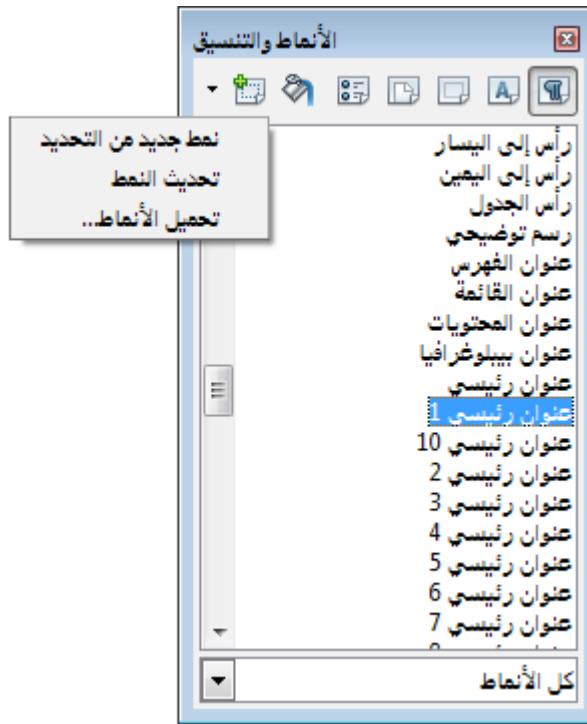 الأنماط والتنسيق
نمط جديد من التحديد
تحديث النمط
تحميل الأنماط...
رأس إلى اليسار
رأس إلى اليمين
رأس الجدول
رسم توضيحي
عنوان الفهرس
عنوان القائمة
عنوان المحتويات
عنوان بيبلوغرافيا
عنوان رئيسي
عنوان رئيسي 1
عنوان رئيسي 10
عنوان رئيسي 2
عنوان رئيسي 3
عنوان رئيسي 4
عنوان رئيسي 5
عنوان رئيسي 6
عنوان رئيسي 7
كل الأنماط